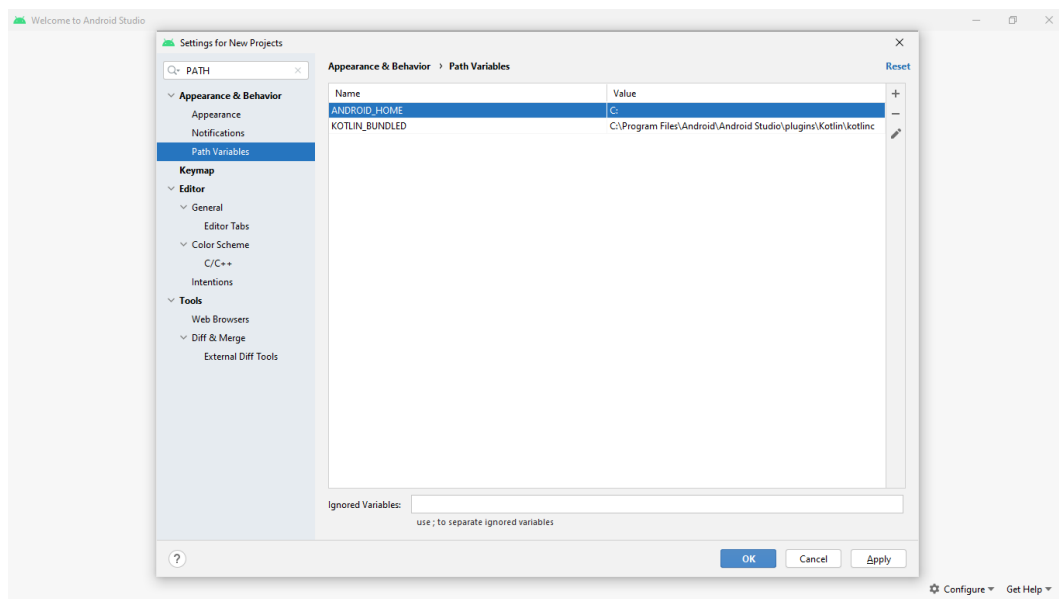 Welcome to Android Studio
Settings for New Projects
PATH
Appearance & Behavior
Appearance
Notifications
Path Variables
Keymap
Editor
General
Editor Tabs
Color Scheme
C/C++
Intentions
Tools
Web Browsers
Diff & Merge
External Diff Tools
Appearance & Behavior › Path Variables
Reset
Name Value
ANDROID_HOME C:
KOTLIN_BUNDLED C:\Program Files\Android\Android Studio\plugins\Kotlin\kotlinc
Ignored Variables:
use ; to separate ignored variables
? OK Cancel Apply
Configure Get Help